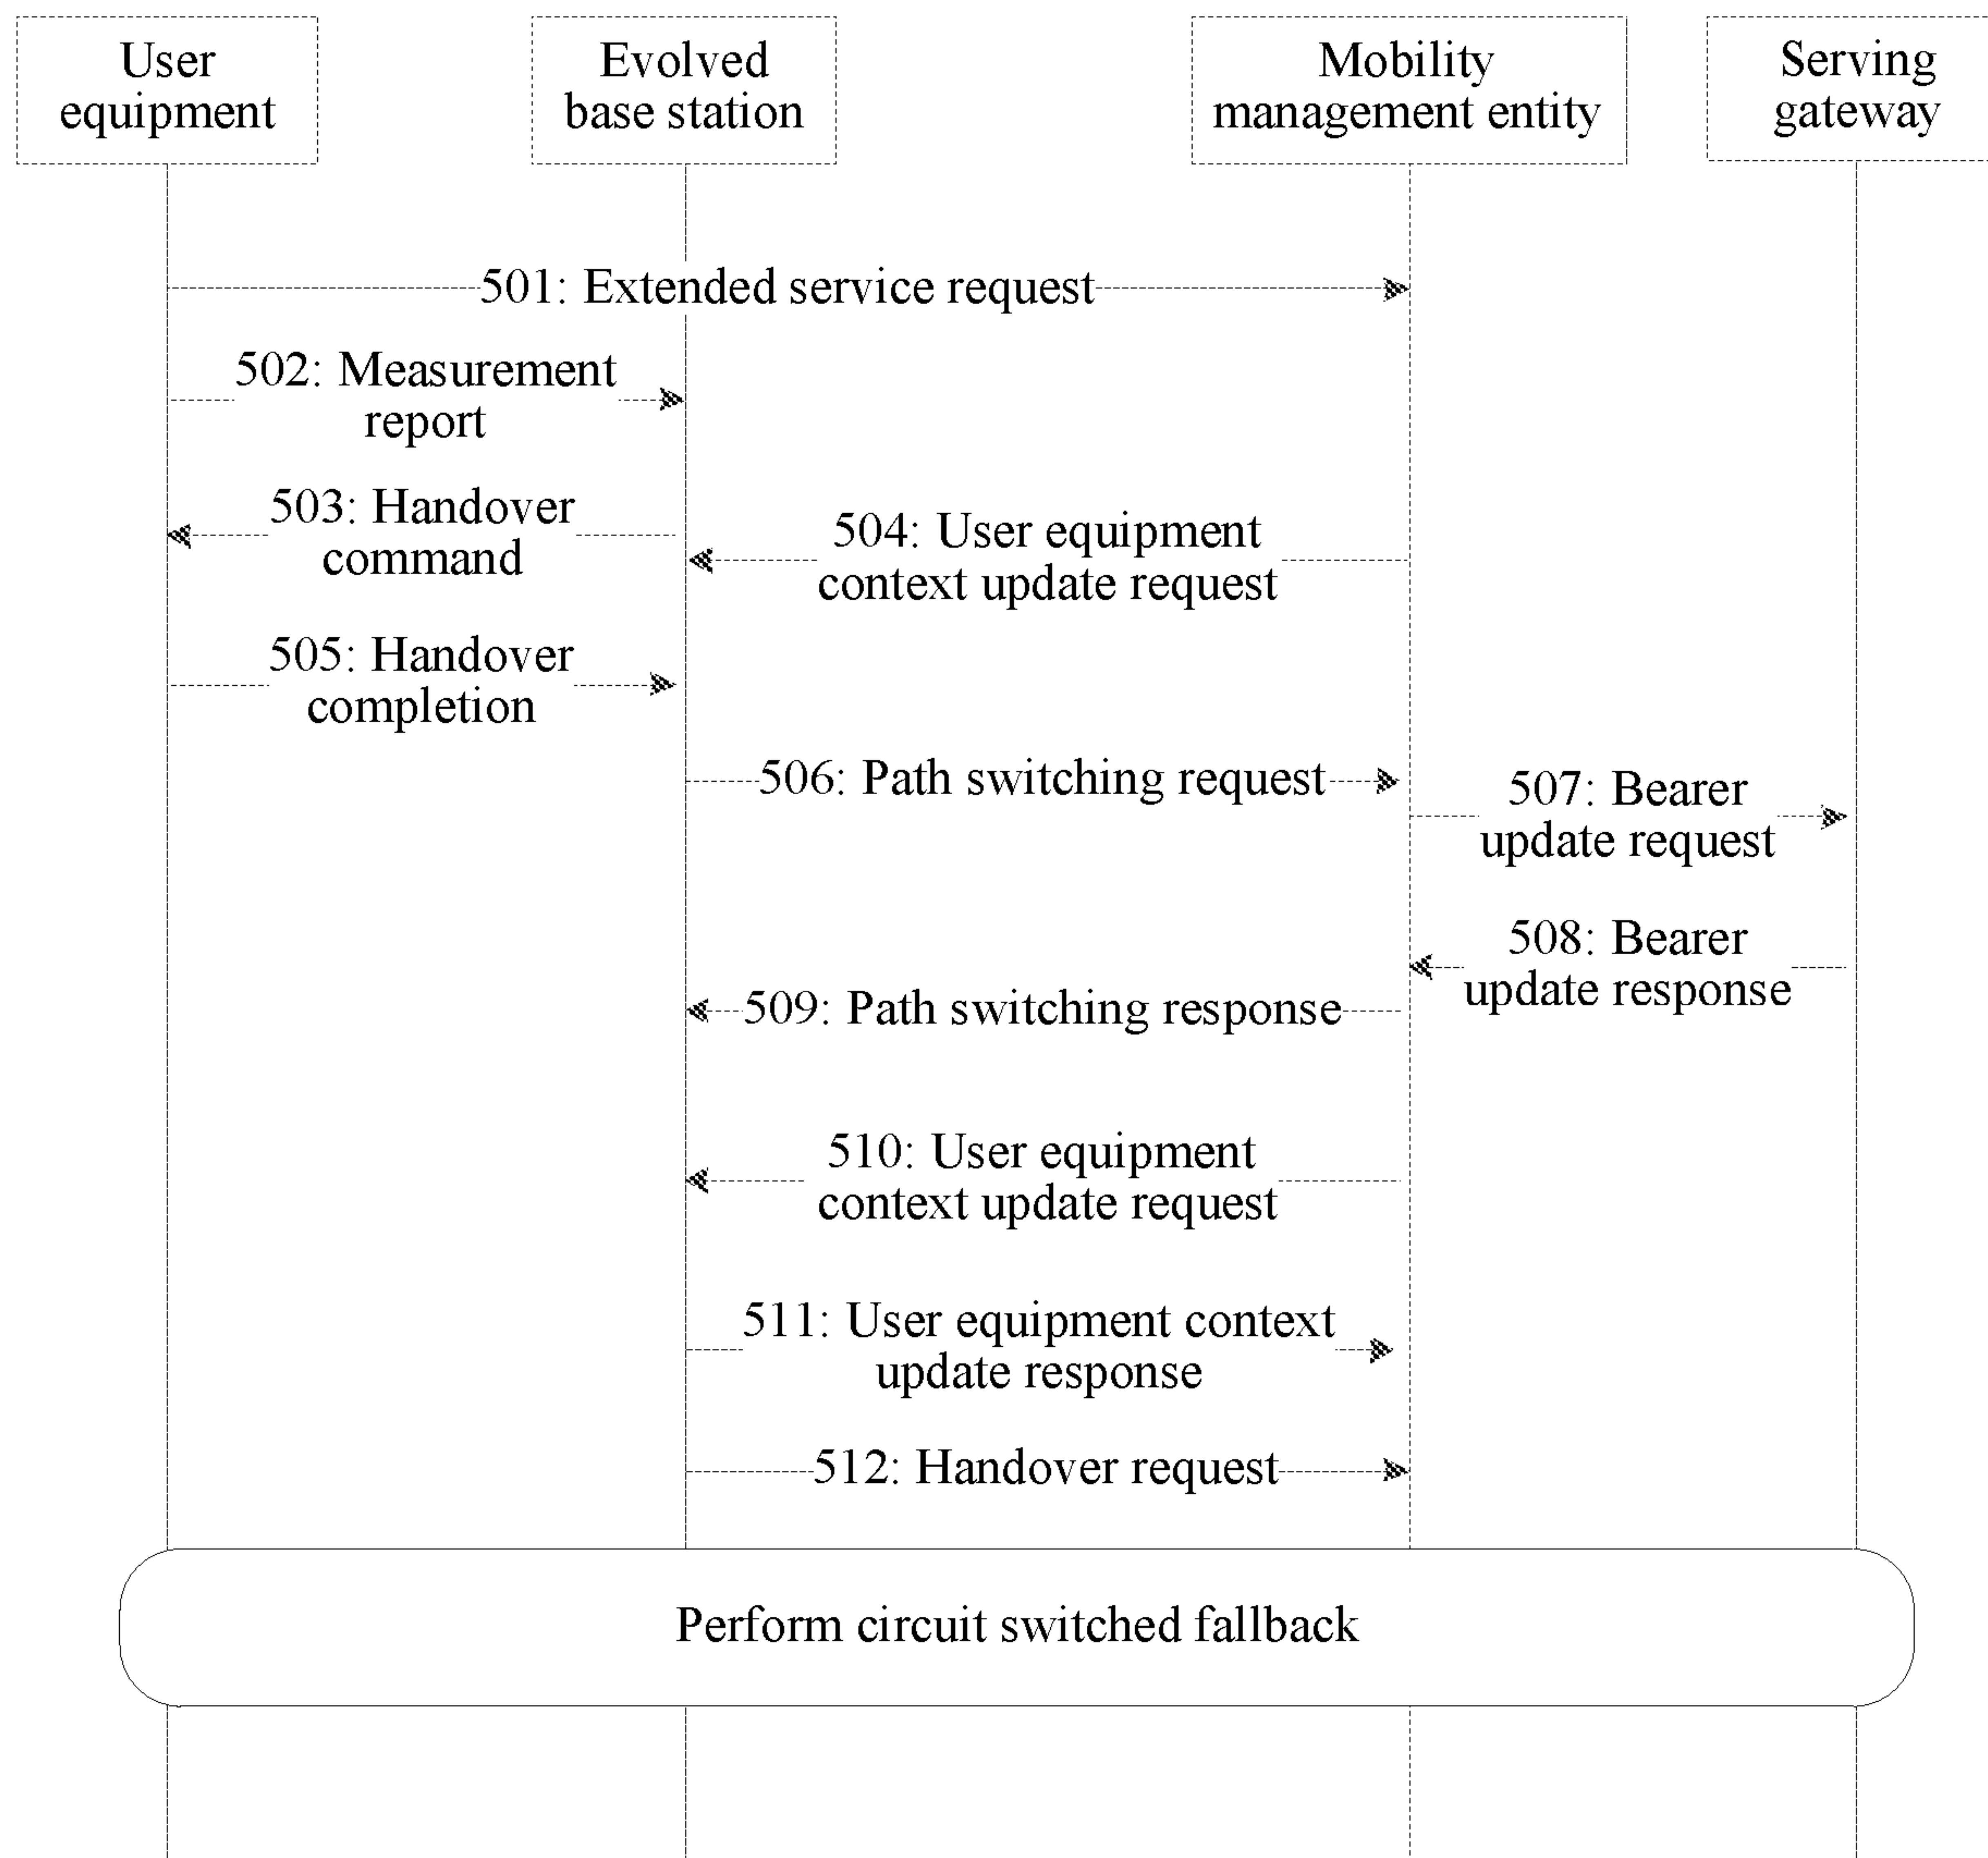 User
equipment
Evolved
base station
Mobility
management entity
Serving
gateway
501: Extended service request
502: Measurement
report
503: Handover
command
504: User equipment
context update request
505: Handover
completion
506: Path switching request
507: Bearer
update request
508: Bearer
update response
509: Path switching response
510: User equipment
context update request
511: User equipment context
update response
512: Handover request
Perform circuit switched fallback